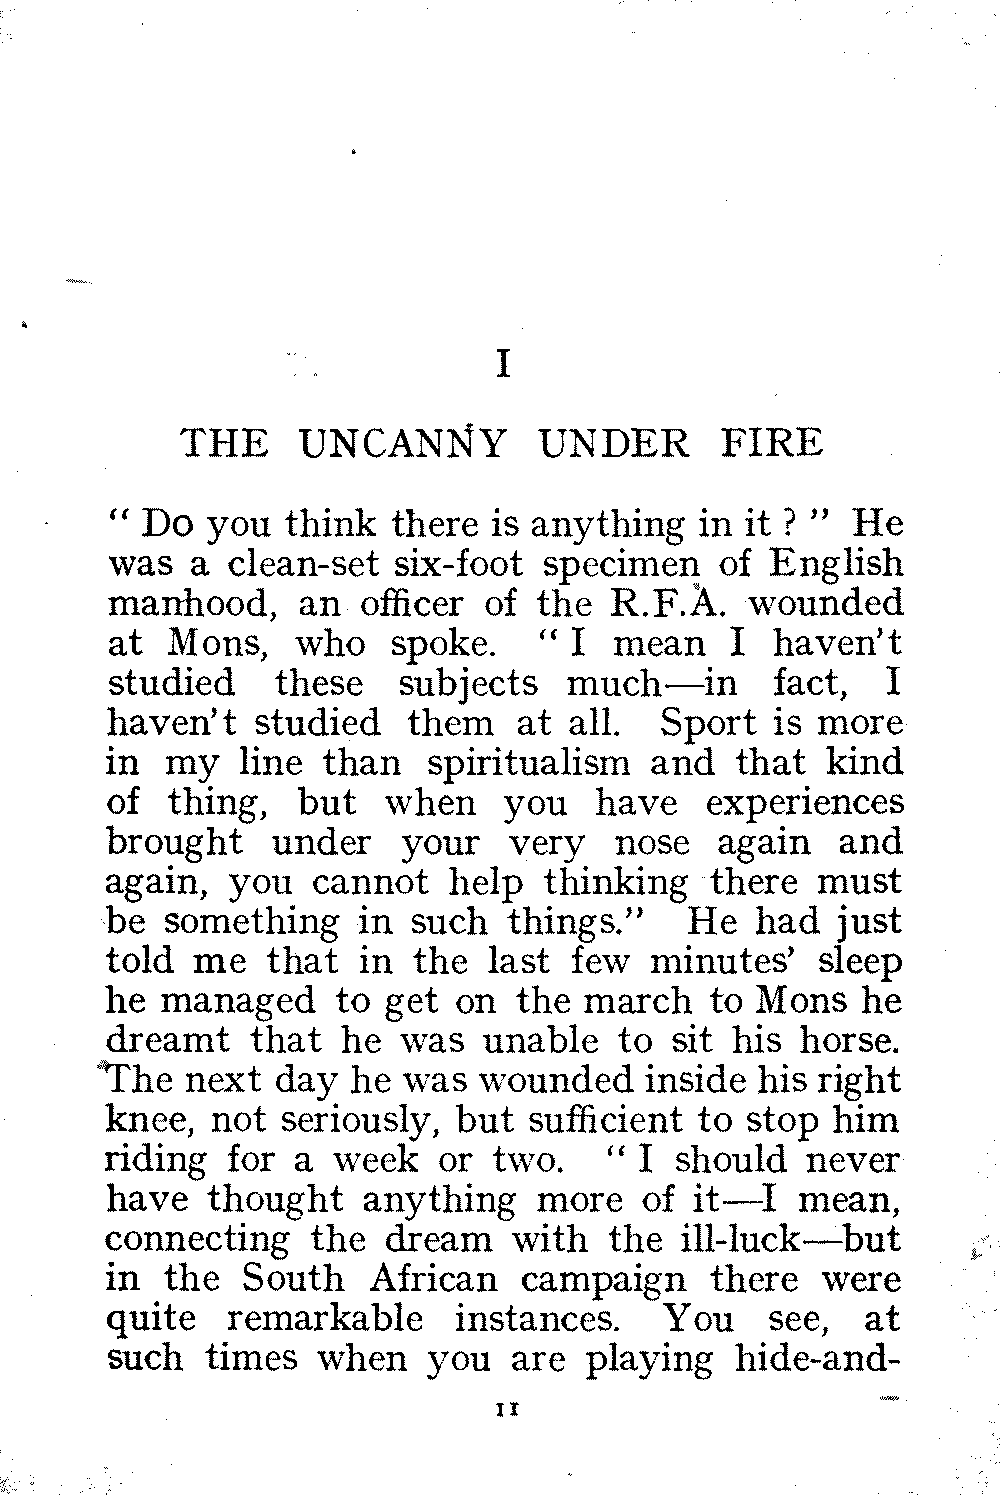 I
THE UNCANNY UNDER FIRE
“ Do you think there is anything in it ? ” He
was a clean-set six-foot specimen of English
manhood, an officer of the R.F.A. wounded
at Mons, who spoke. “ I mean I haven't
studied these subjects much—in fact, I
haven't studied them at all. Sport is more
in my line than spiritualism and that kind
of thing, but when you have experiences
brought under your very nose again and
again, you cannot help thinking there must
be something in such things.” He had just
told me that in the last few minutes' sleep
he managed to get on the march to Mons he
dreamt that he was unable to sit his horse.
The next day he was wounded inside his right
knee, not seriously, but sufficient to stop him
riding for a week or two. “ I should never
have thought anything more of it—I mean,
connecting the dream with the ill-luck—but
in the South African campaign there were
quite remarkable instances. You see, at
such times when you are playing hide-and-
11